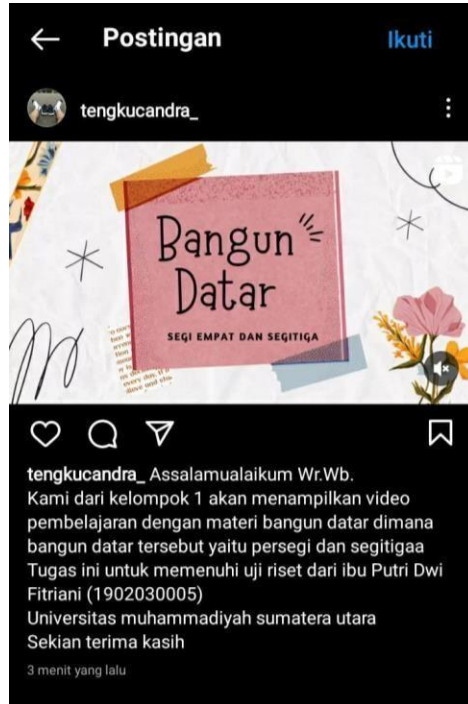 Postingan
Ikuti
tengkucandra_
Bangun
Datar
SEGI EMPAT DAN SEGITIGA
tengkucandra_ Assalamualaikum Wr.Wb.
Kami dari kelompok 1 akan menampilkan video
pembelajaran dengan materi bangun datar dimana
bangun datar tersebut yaitu persegi dan segitigaa
Tugas ini untuk memenuhi uji riset dari ibu Putri Dwi
Fitriani (1902030005)
Universitas muhammadiyah sumatera utara
Sekian terima kasih
3 menit yang lalu